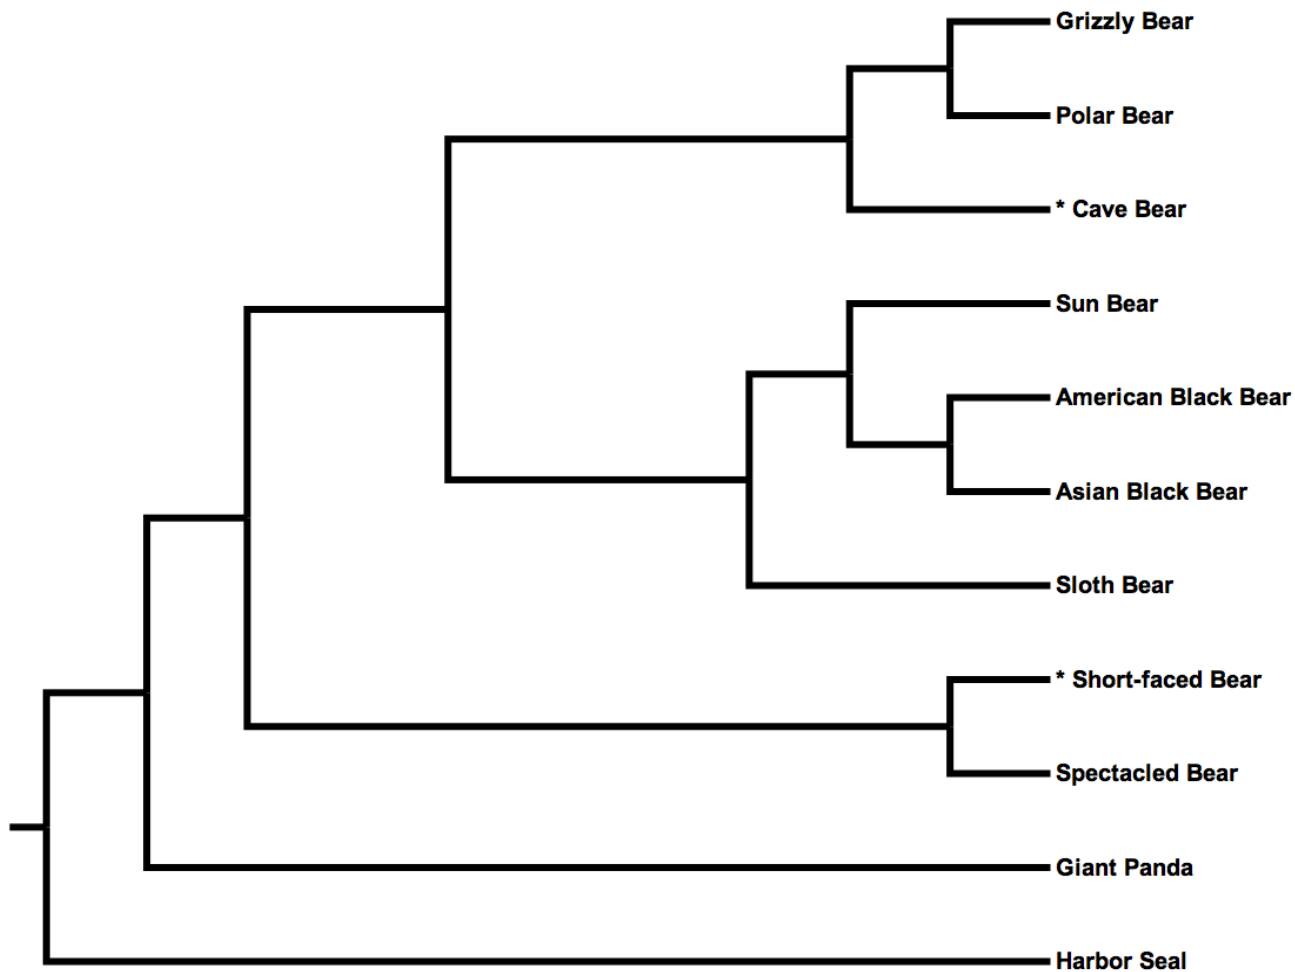 Grizzly Bear
Polar Bear
* Cave Bear
Sun Bear
American Black Bear
Asian Black Bear
Sloth Bear
* Short-faced Bear
Spectacled Bear
Giant Panda
Harbor Seal